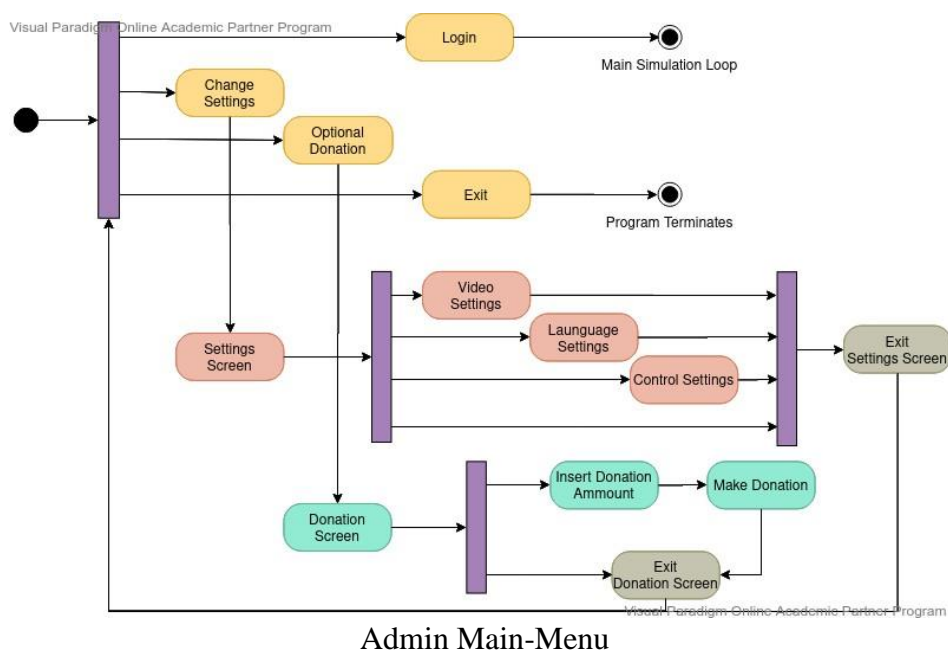 Visual Paradigm Online Academic Partner Program
Login
Main Simulation Loop
Change
Settings
Optional
Donation
Exit
Program Terminates
Video
Settings
Launguage
Settings
Control Settings
Settings
Screen
Exit
Settings Screen
Insert Donation
Ammount
Make Donation
Donation
Screen
Exit
Donation Screen
Visual Paradigm Online Academic Partner Program
Admin Main-Menu